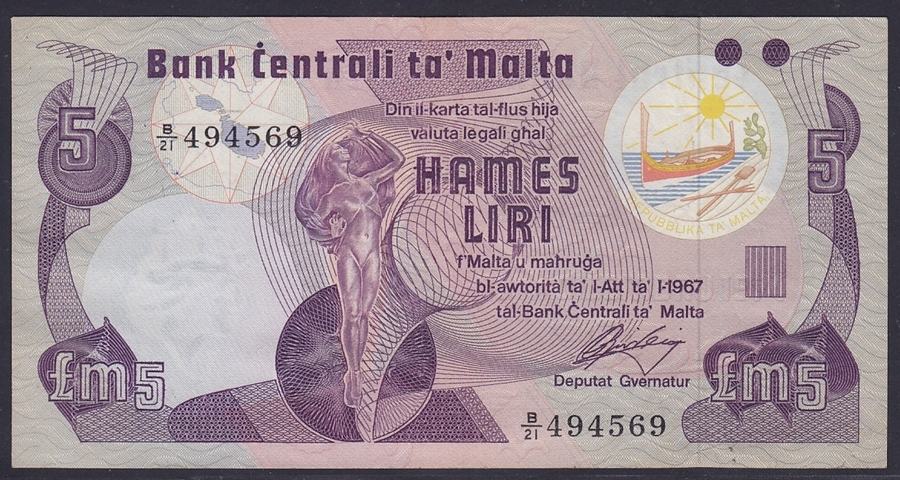 Bank Ċentrali ta' Malta
Din il-karta tal-flus hija
valuta legali għal
5
B/21 494569
5
ĦAMES
LIRI
f'Malta u maħruġa
bl-awtorità ta' l-Att ta' l-1967
tal-Bank Ċentrali ta' Malta
REPUBBLIKA TA' MALTA
Deputat Gvernatur
£m5
£m5
B/21 494569